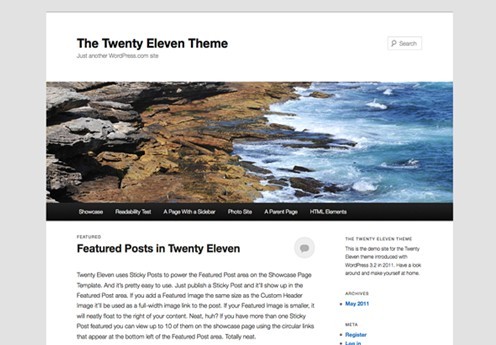 The Twenty Eleven Theme
Just another WordPress.com site
Search
Showcase Readability Test A Page With a Sidebar Photo Site A Parent Page HTML Elements
FEATURED
Featured Posts in Twenty Eleven
Twenty Eleven uses Sticky Posts to power the Featured Post area on the Showcase Page
Template. And it's pretty easy to use. Just publish a Sticky Post and it'll show up in the
Featured Post area. If you add a Featured Image the same size as the Custom Header
Image it'll be used as a full-width image link to the post. If your Featured Image is smaller, it
will neatly float to the right of your content. Neat, huh? If you have more than one Sticky
Post featured you can view up to 10 of them on the showcase page using the circular links
that appear at the bottom left of the Featured Post area. Totally neat.
THE TWENTY ELEVEN THEME
This is the demo site for the Twenty
Eleven theme introduced with
WordPress 3.2 in 2011. Have a look
around and make yourself at home.
ARCHIVES
May 2011
META
Register
Log in